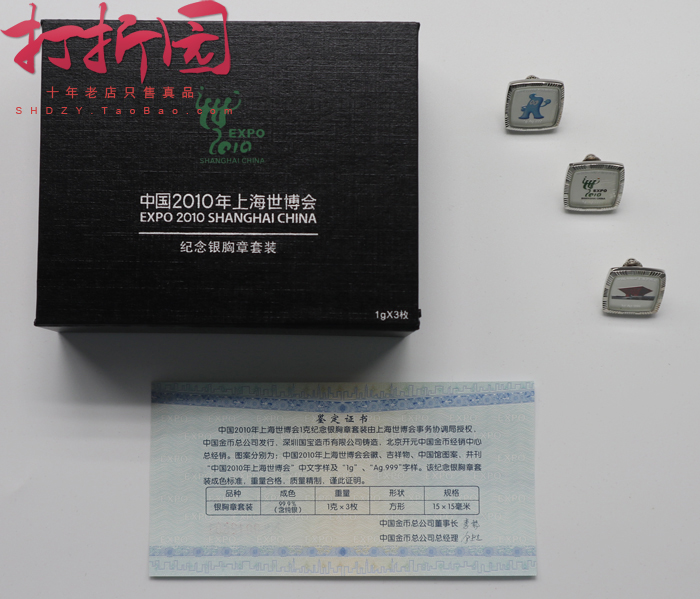 打折园
十年老店只售真品
SHDZY.TaoBao.com
EXPO
2010
SHANGHAI CHINA
中国2010年上海世博会
EXPO 2010 SHANGHAI CHINA
纪念银胸章套装
1gX3枚
鉴定证书
中国2010年上海世博会1克纪念银胸章套装由上海世博会事务协调局授权,
中国金币总公司发行,深圳国宝造币有限公司铸造,北京开元中国金币经销中心
总经销。图案分别为:中国2010年上海世博会会徽、吉祥物、中国馆图案,并刊
“中国2010年上海世博会”中文字样及“1g”、“Ag.999”字样。该纪念银胸章套
装成色标准,重量合格,质量精制,谨此证明。
品种 成色 重量 形状 规格
银胸章套装 99.9%(含纯银) 1克×3枚 方形 15×15毫米
中国金币总公司董事长
中国金币总公司总经理